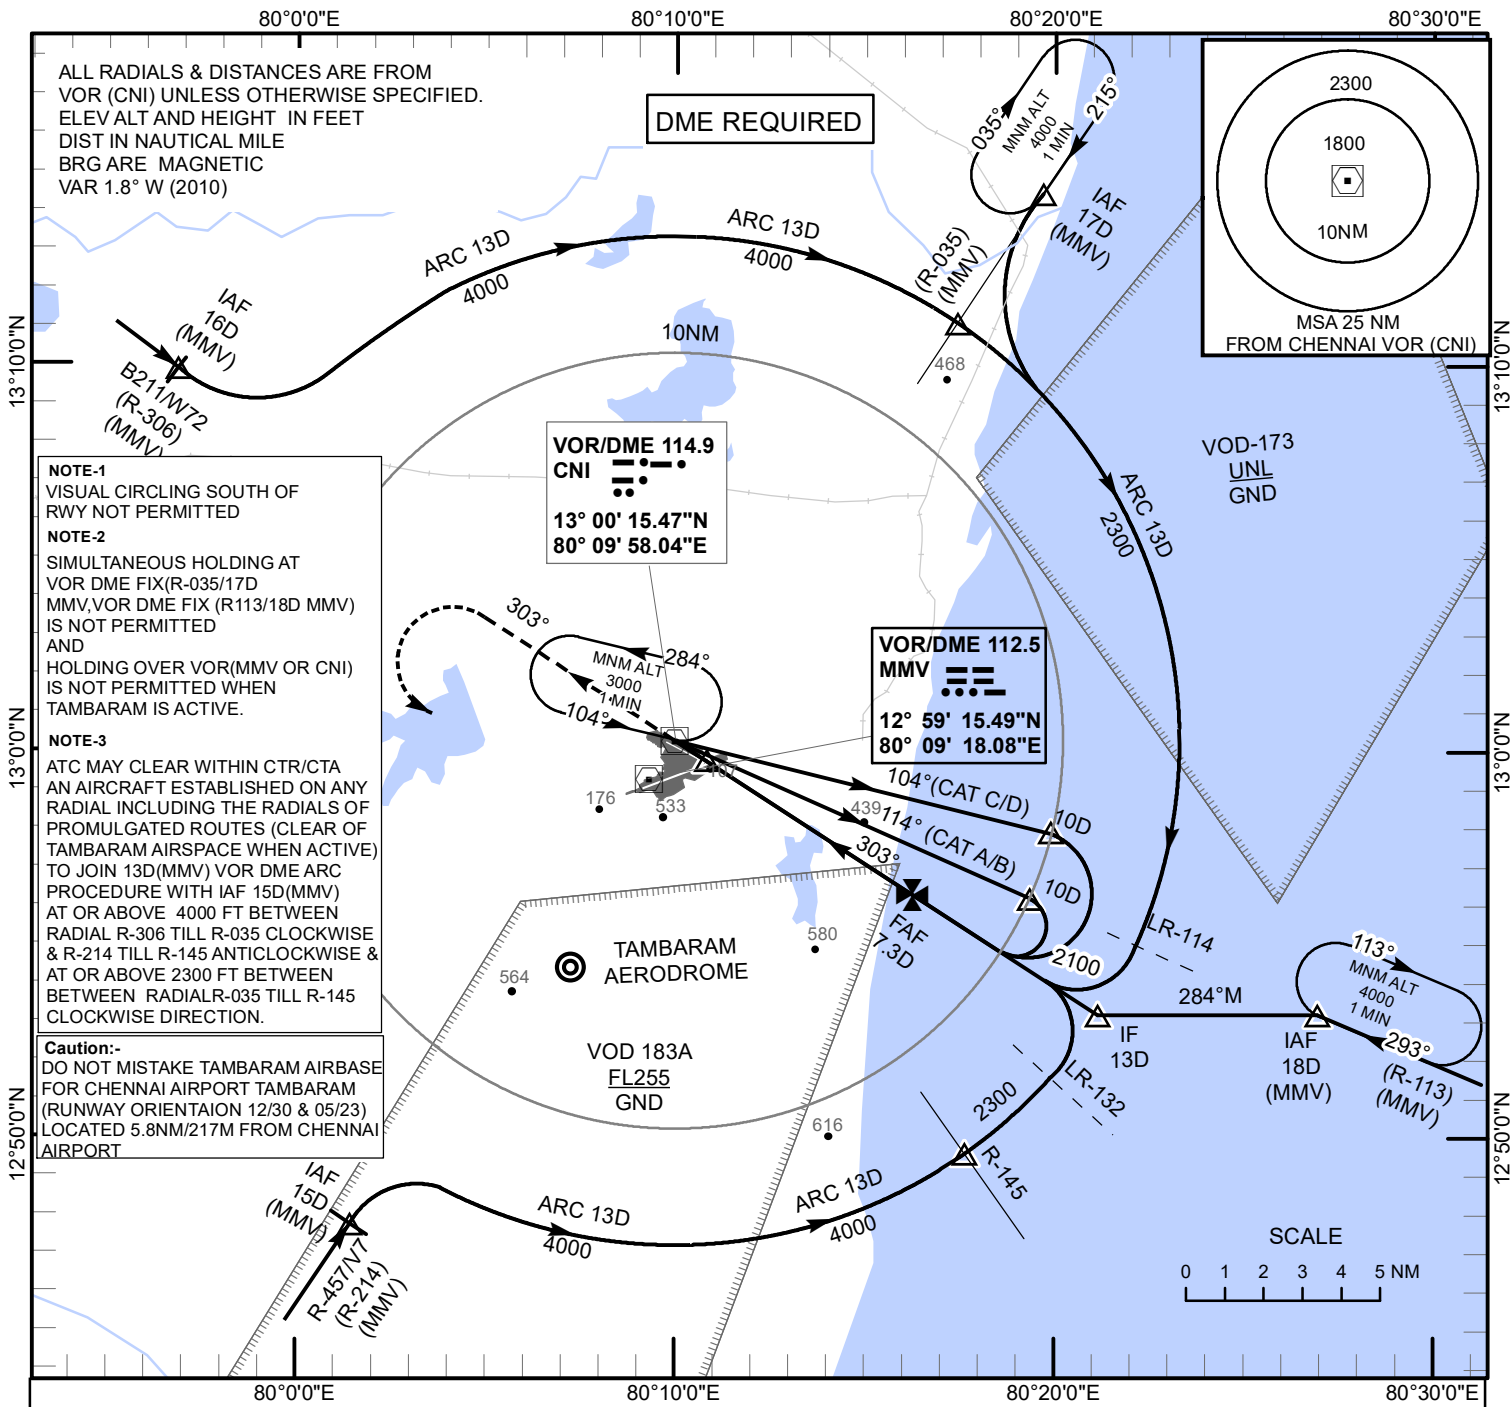 80°0'0"E
80°10'0"E
80°20'0"E
80°30'0"E
ALL RADIALS & DISTANCES ARE FROM
VOR (CNI) UNLESS OTHERWISE SPECIFIED.
ELEV ALT AND HEIGHT IN FEET
DIST IN NAUTICAL MILE
BRG ARE MAGNETIC
VAR 1.8° W (2010)
DME REQUIRED
2300
1800
10NM
MSA 25 NM
FROM CHENNAI VOR (CNI)
035°
MNM ALT
4000
1 MIN
215°
IAF
17D
(MMV)
(R-035)
(MMV)
ARC 13D
4000
ARC 13D
4000
IAF
16D
(MMV)
B211/W72
(R-306)
(MMV)
10NM
468
13°10'0"N
13°10'0"N
VOR/DME 114.9
CNI
13° 00' 15.47"N
80° 09' 58.04"E
VOD-173
UNL
GND
ARC 13D
2300
NOTE-1
VISUAL CIRCLING SOUTH OF
RWY NOT PERMITTED
NOTE-2
SIMULTANEOUS HOLDING AT
VOR DME FIX(R-035/17D
MMV,VOR DME FIX (R113/18D MMV)
IS NOT PERMITTED
AND
HOLDING OVER VOR(MMV OR CNI)
IS NOT PERMITTED WHEN
TAMBARAM IS ACTIVE.
NOTE-3
ATC MAY CLEAR WITHIN CTR/CTA
AN AIRCRAFT ESTABLISHED ON ANY
RADIAL INCLUDING THE RADIALS OF
PROMULGATED ROUTES (CLEAR OF
TAMBARAM AIRSPACE WHEN ACTIVE)
TO JOIN 13D(MMV) VOR DME ARC
PROCEDURE WITH IAF 15D(MMV)
AT OR ABOVE 4000 FT BETWEEN
RADIAL R-306 TILL R-035 CLOCKWISE
& R-214 TILL R-145 ANTICLOCKWISE &
AT OR ABOVE 2300 FT BETWEEN
BETWEEN RADIALR-035 TILL R-145
CLOCKWISE DIRECTION.
Caution:-
DO NOT MISTAKE TAMBARAM AIRBASE
FOR CHENNAI AIRPORT TAMBARAM
(RUNWAY ORIENTAION 12/30 & 05/23)
LOCATED 5.8NM/217M FROM CHENNAI
AIRPORT
303°
284°
MNM ALT
3000
1 MIN
104°
VOR/DME 112.5
MMV
12° 59' 15.49"N
80° 09' 18.08"E
13°0'0"N
13°0'0"N
107
176
533
439
104°(CAT C/D)
10D
114° (CAT A/B)
10D
303°
FAF
7.3D
2100
LR-114
TAMBARAM
AERODROME
580
564
VOD 183A
FL255
GND
616
284°M
IF
13D
IAF
18D
(MMV)
113°
MNM ALT
4000
1 MIN
293°
(R-113)
(MMV)
LR-132
2300
R-145
12°50'0"N
12°50'0"N
IAF
15D
(MMV)
R-457/V7
(R-214)
(MMV)
ARC 13D
4000
ARC 13D
4000
SCALE
0 1 2 3 4 5 NM
80°0'0"E
80°10'0"E
80°20'0"E
80°30'0"E